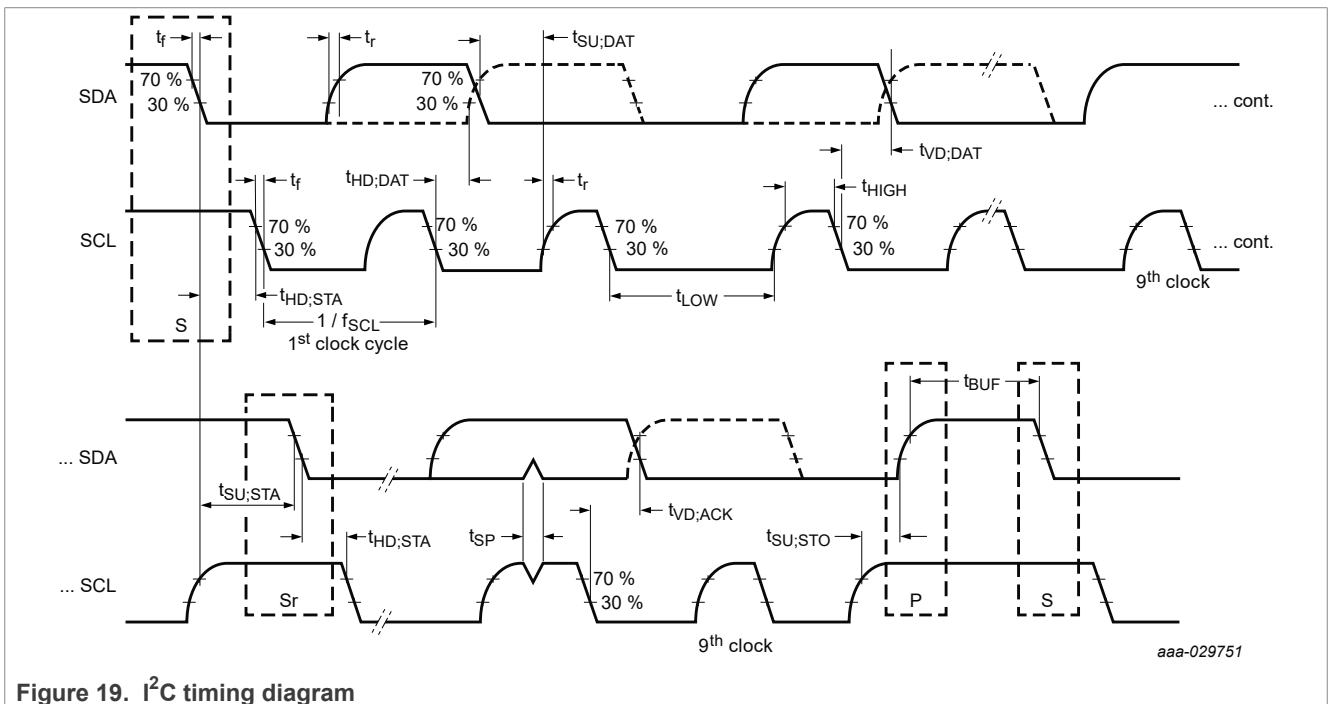 tf
tr
tSU;DAT
70 %
30 %
70 %
30 %
SDA
... cont.
tVD;DAT
tf
tHD;DAT
tr
tHIGH
70 %
30 %
70 %
30 %
70 %
30 %
70 %
30 %
SCL
... cont.
9th clock
tHD;STA
tLOW
S
1 / fSCL
1st clock cycle
tBUF
... SDA
tSU;STA
tVD;ACK
tHD;STA
tSP
tSU;STO
70 %
30 %
... SCL
Sr
P
S
9th clock
aaa-029751
Figure 19. I2C timing diagram